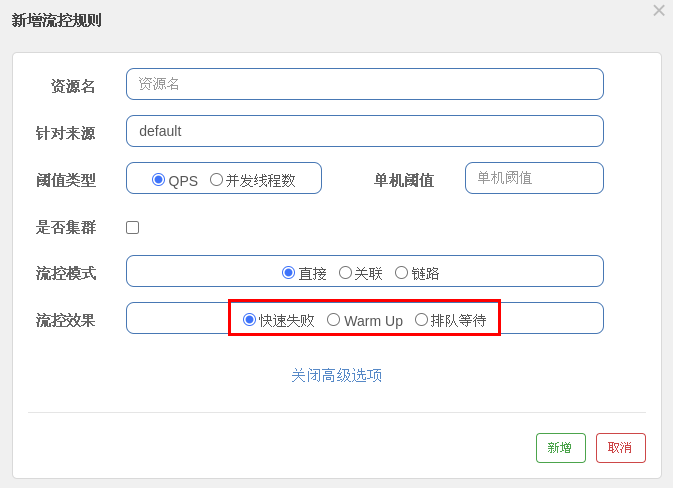 新增流控规则
资源名 资源名
针对来源 default
阈值类型 QPS 并发线程数 单机阈值 单机阈值
是否集群
流控模式 直接 关联 链路
流控效果 快速失败 Warm Up 排队等待
关闭高级选项
新增 取消